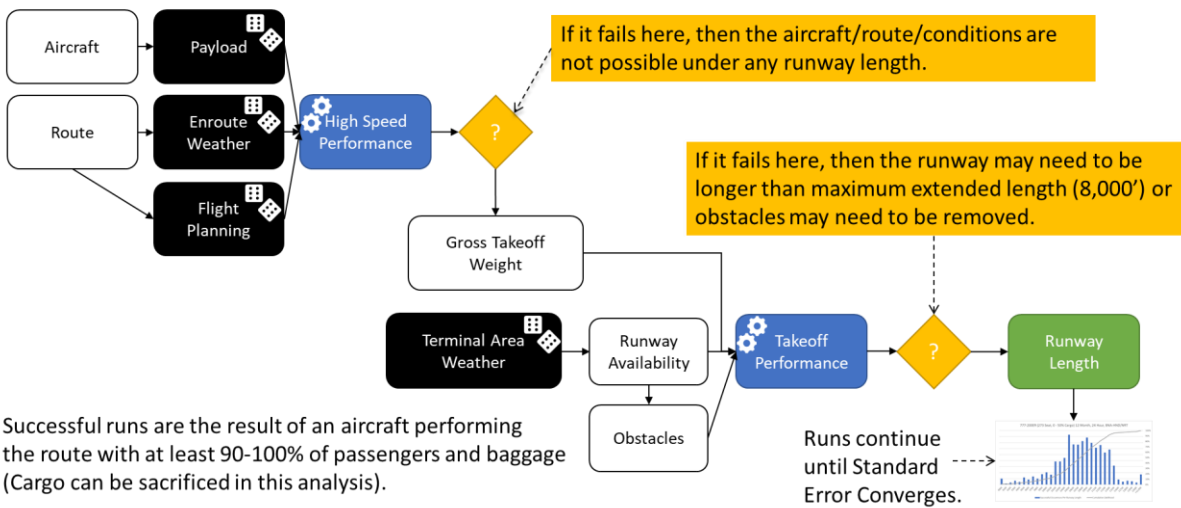 Aircraft
Payload
If it fails here, then the aircraft/route/conditions are
not possible under any runway length.
Route
Enroute
Weather
High Speed
Performance
?
Flight
Planning
If it fails here, then the runway may need to be
longer than maximum extended length (8,000’) or
obstacles may need to be removed.
Gross Takeoff
Weight
Terminal Area
Weather
Runway
Availability
Takeoff
Performance
?
Runway
Length
Obstacles
Successful runs are the result of an aircraft performing
the route with at least 90-100% of passengers and baggage
(Cargo can be sacrificed in this analysis).
Runs continue
until Standard
Error Converges.